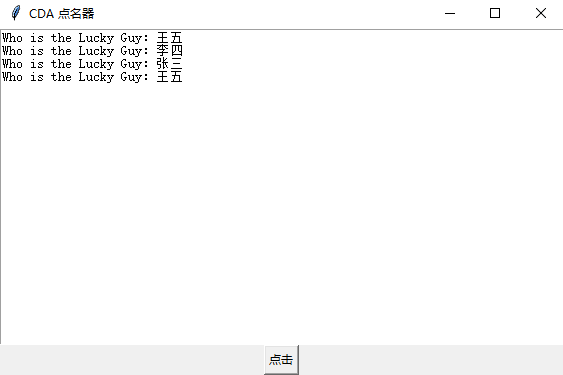 CDA 点名器
Who is the Lucky Guy: 王五
Who is the Lucky Guy: 李四
Who is the Lucky Guy: 张三
Who is the Lucky Guy: 王五
点击